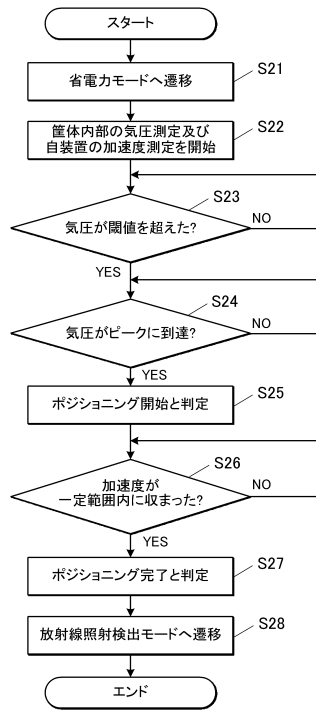 スタート
省電力モードへ遷移
S21
筐体内部の気圧測定及び
自装置の加速度測定を開始
S22
気圧が閾値を超えた?
S23
NO
YES
気圧がピークに到達?
S24
NO
YES
ポジショニング開始と判定
S25
加速度が
一定範囲内に収まった?
S26
NO
YES
ポジショニング完了と判定
S27
放射線照射検出モードへ遷移
S28
エンド